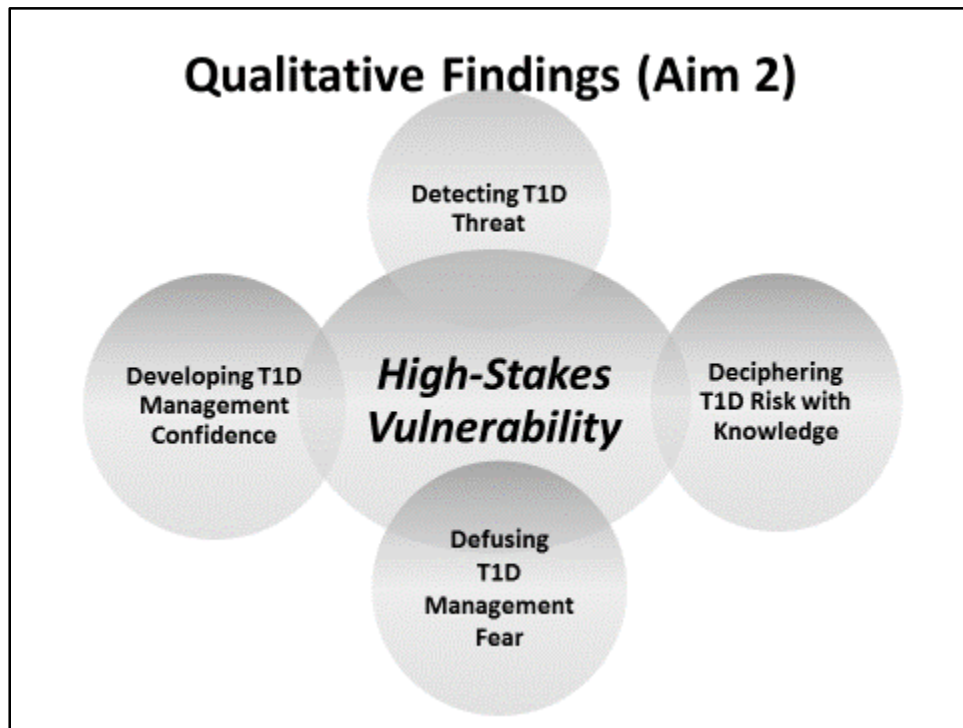 Qualitative Findings (Aim 2)
Detecting T1D
Threat
Developing T1D
Management
Confidence
High-Stakes
Vulnerability
Deciphering
T1D Risk with
Knowledge
Defusing
T1D
Management
Fear